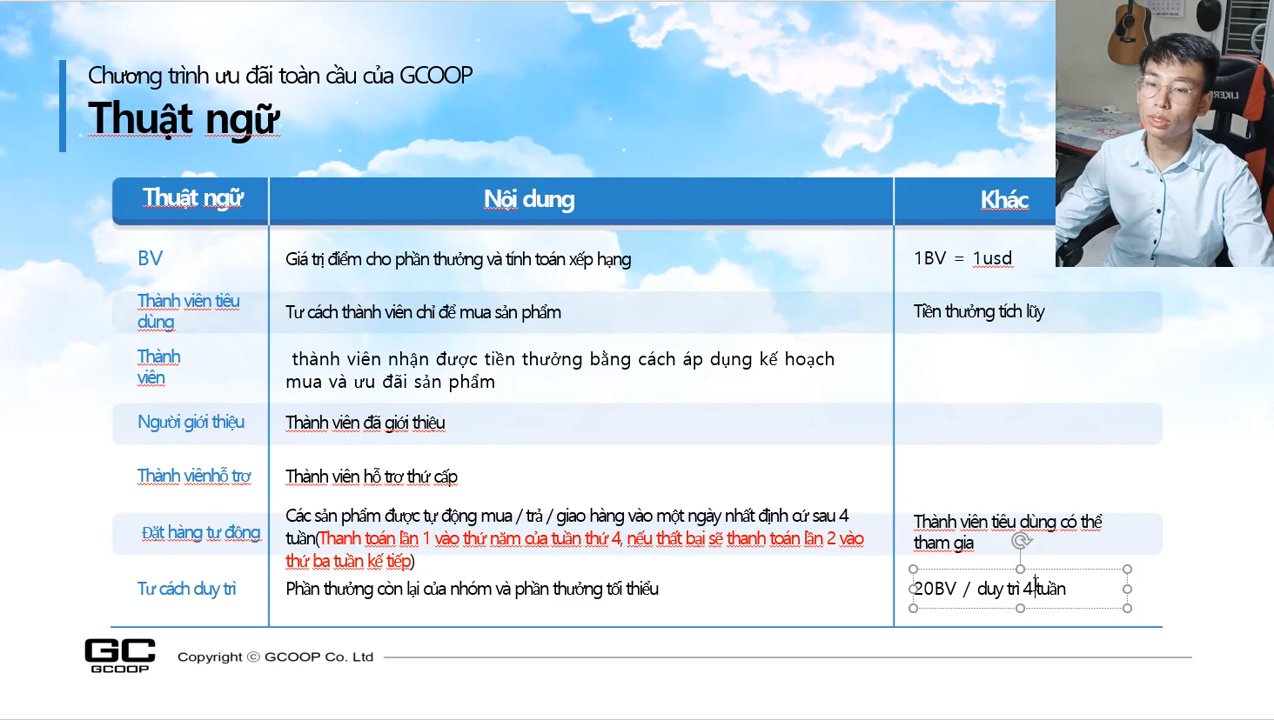 Chương trình ưu đãi toàn cầu của GCOOP
Thuật ngữ
Thuật ngữ
Nội dung
Khác
BV
Giá trị điểm cho phần thưởng và tính toán xếp hạng
1BV = 1usd
Thành viên tiêu
dùng
Tư cách thành viên chỉ để mua sản phẩm
Tiền thưởng tích lũy
Thành
viên
thành viên nhận được tiền thưởng bằng cách áp dụng kế hoạch
mua và ưu đãi sản phẩm
Người giới thiệu
Thành viên đã giới thiệu
Thành viênhỗ trợ
Thành viên hỗ trợ thứ cấp
Đặt hàng tự động
Các sản phẩm được tự động mua / trả / giao hàng vào một ngày nhất định cứ sau 4
tuần(Thanh toán lần 1 vào thứ năm của tuần thứ 4, nếu thất bại sẽ thanh toán lần 2 vào
thứ ba tuần kế tiếp)
Thành viên tiêu dùng có thể
tham gia
Tư cách duy trì
Phần thưởng còn lại của nhóm và phần thưởng tối thiểu
20BV / duy trì 4 tuần
GC
GCOOP
Copyright © GCOOP Co. Ltd
LIKER